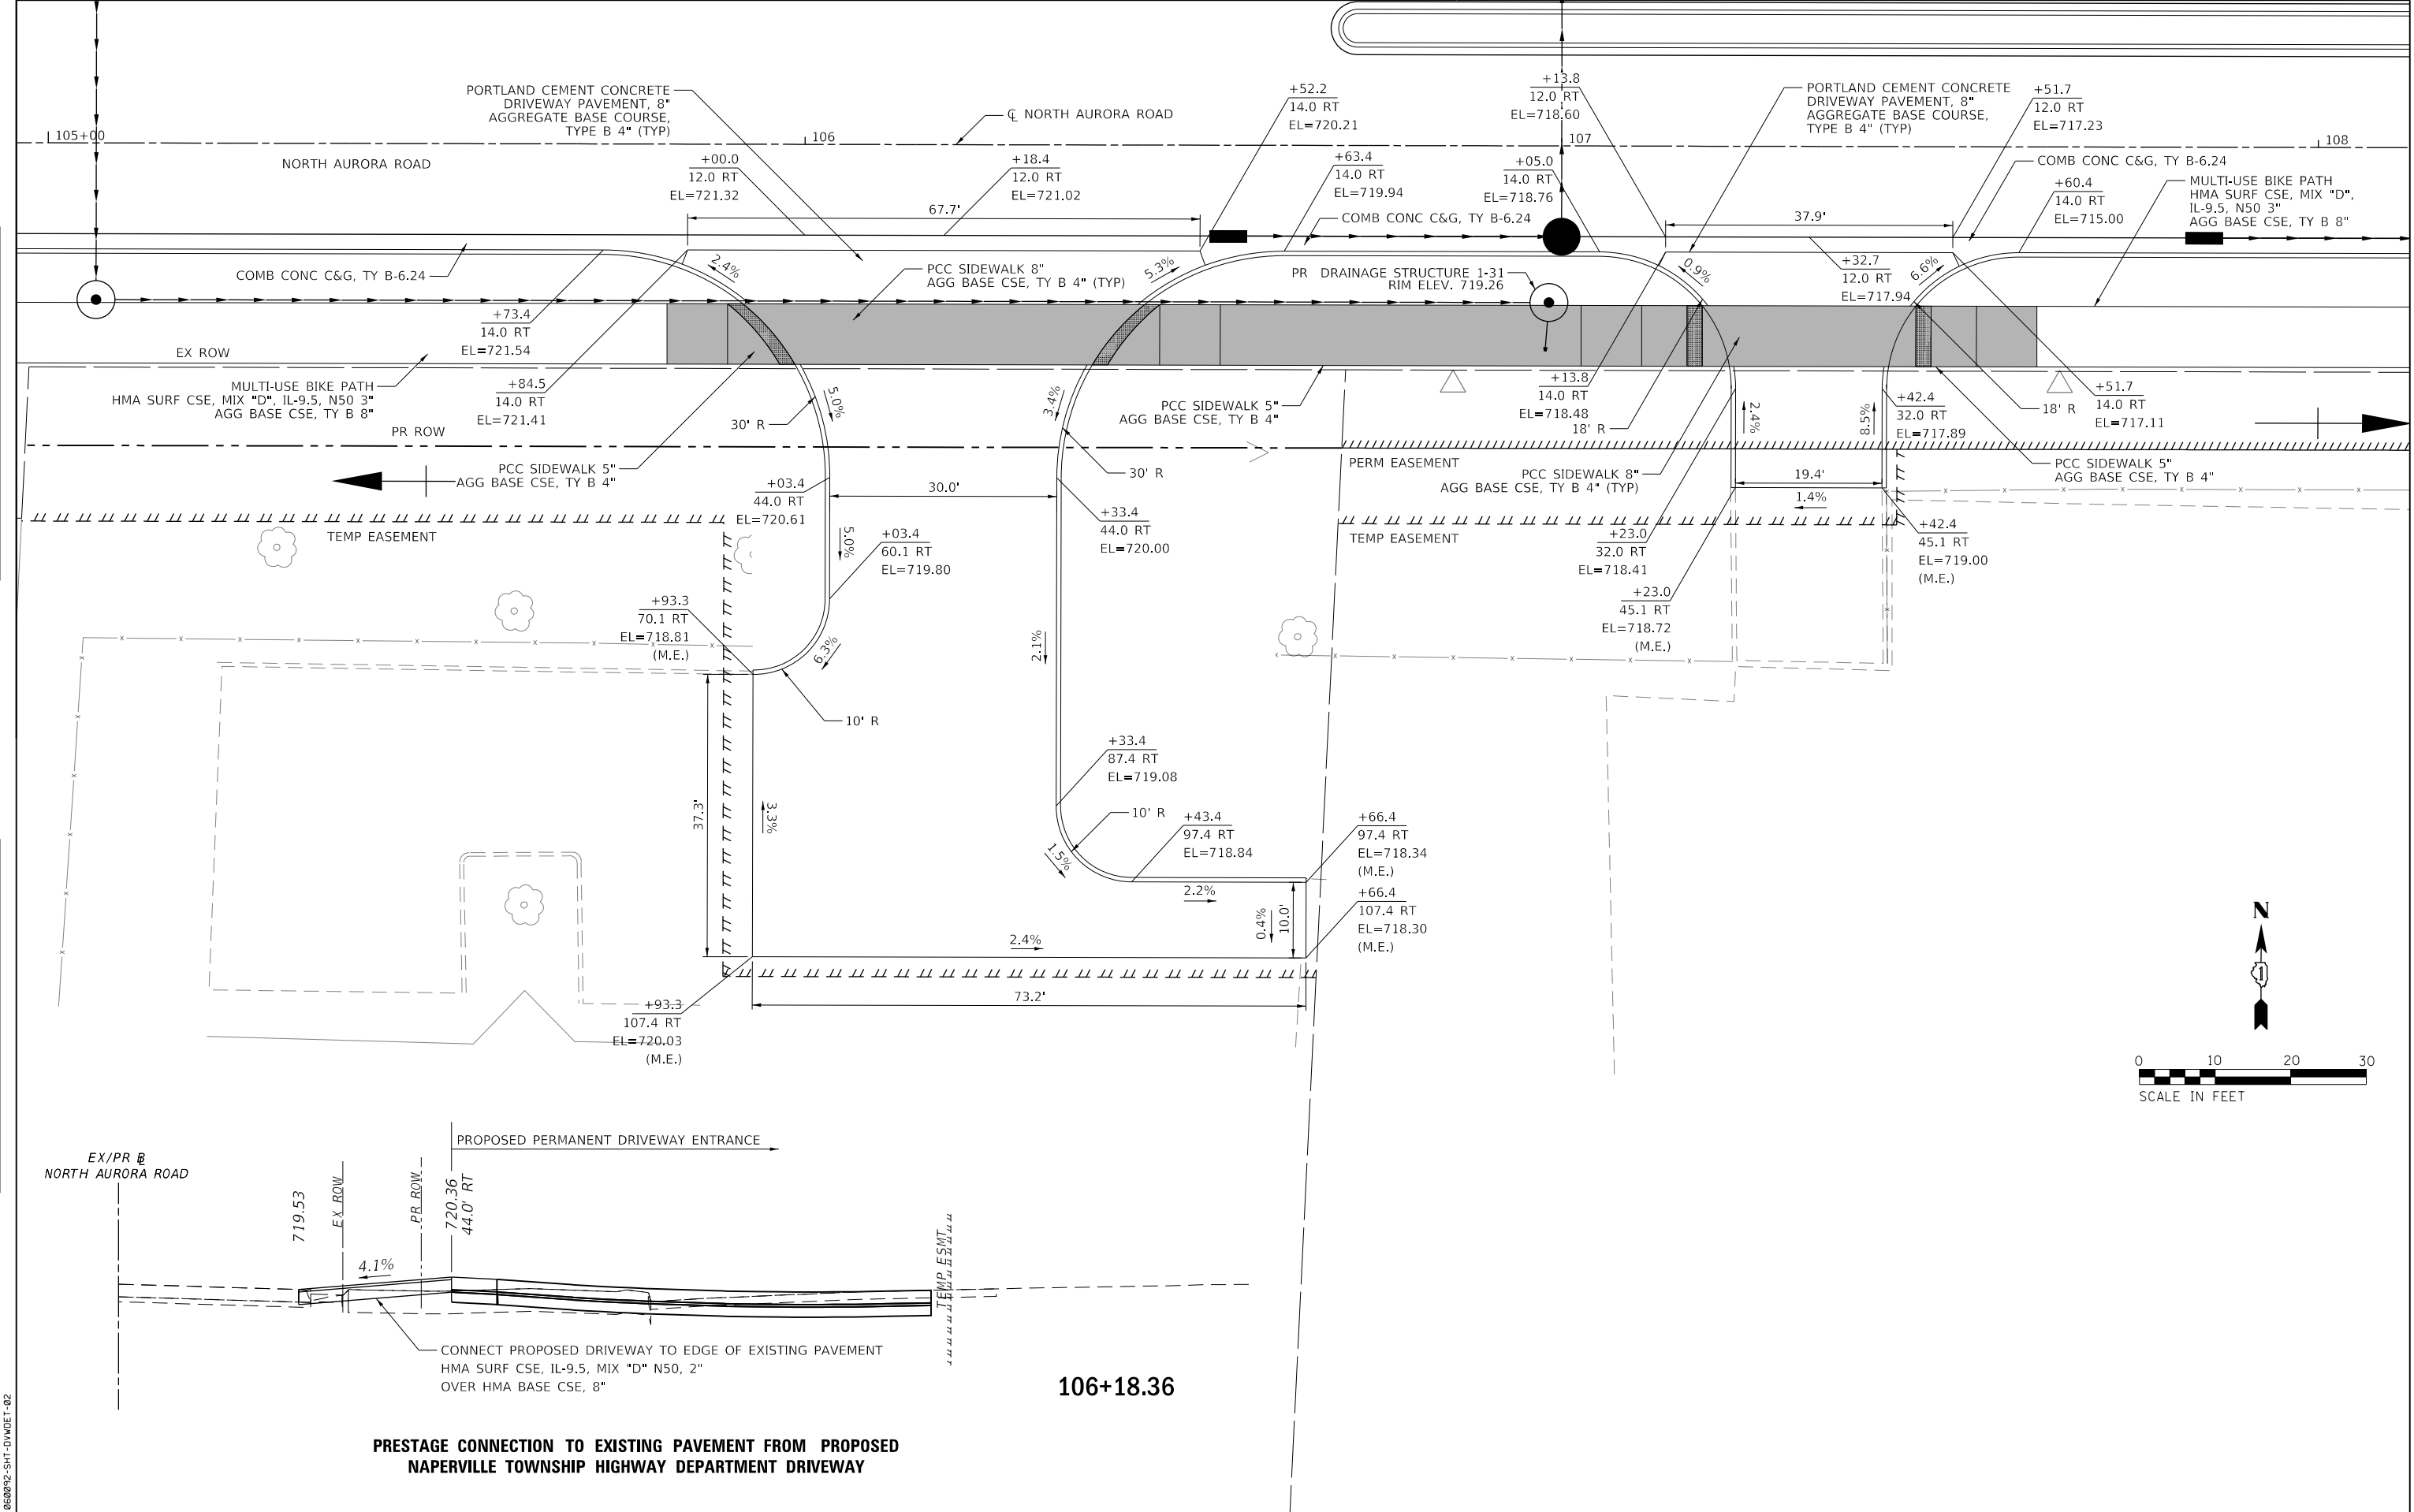 PORTLAND CEMENT CONCRETE
DRIVEWAY PAVEMENT, 8"
AGGREGATE BASE COURSE,
TYPE B 4" (TYP)
℄ NORTH AURORA ROAD
+52.2
14.0 RT
EL=720.21
+13.8
12.0 RT
EL=718.60
PORTLAND CEMENT CONCRETE
DRIVEWAY PAVEMENT, 8"
AGGREGATE BASE COURSE,
TYPE B 4" (TYP)
+51.7
12.0 RT
EL=717.23
105+00
106
107
108
NORTH AURORA ROAD
+00.0
12.0 RT
EL=721.32
+18.4
12.0 RT
EL=721.02
+63.4
14.0 RT
EL=719.94
+05.0
14.0 RT
EL=718.76
COMB CONC C&G, TY B-6.24
+60.4
14.0 RT
EL=715.00
MULTI-USE BIKE PATH
HMA SURF CSE, MIX "D",
IL-9.5, N50 3"
AGG BASE CSE, TY B 8"
67.7'
COMB CONC C&G, TY B-6.24
37.9'
COMB CONC C&G, TY B-6.24
2.4%
PCC SIDEWALK 8"
AGG BASE CSE, TY B 4" (TYP)
5.3%
PR DRAINAGE STRUCTURE 1-31
RIM ELEV. 719.26
0.9%
+32.7
12.0 RT
EL=717.94
6.6%
+73.4
14.0 RT
EL=721.54
EX ROW
MULTI-USE BIKE PATH
HMA SURF CSE, MIX "D", IL-9.5, N50 3"
AGG BASE CSE, TY B 8"
+84.5
14.0 RT
EL=721.41
5.0%
30' R
3.4%
PCC SIDEWALK 5"
AGG BASE CSE, TY B 4"
+13.8
14.0 RT
EL=718.48
18' R
2.4%
8.5%
+42.4
32.0 RT
EL=717.89
18' R
+51.7
14.0 RT
EL=717.11
PR ROW
PCC SIDEWALK 5"
AGG BASE CSE, TY B 4"
30' R
PERM EASEMENT
PCC SIDEWALK 8"
AGG BASE CSE, TY B 4" (TYP)
PCC SIDEWALK 5"
AGG BASE CSE, TY B 4"
+03.4
44.0 RT
EL=720.61
30.0'
19.4'
1.4%
+33.4
44.0 RT
EL=720.00
TEMP EASEMENT
5.0%
+03.4
60.1 RT
EL=719.80
TEMP EASEMENT
+23.0
32.0 RT
EL=718.41
+42.4
45.1 RT
EL=719.00
(M.E.)
+93.3
70.1 RT
EL=718.81
(M.E.)
6.3%
2.1%
+23.0
45.1 RT
EL=718.72
(M.E.)
10' R
37.3'
3.3%
+33.4
87.4 RT
EL=719.08
10' R
1.5%
+43.4
97.4 RT
EL=718.84
+66.4
97.4 RT
EL=718.34
(M.E.)
2.2%
0.4%
10.0'
+66.4
107.4 RT
EL=718.30
(M.E.)
2.4%
73.2'
+93.3
107.4 RT
EL=720.03
(M.E.)
N
1
0 10 20 30
SCALE IN FEET
PROPOSED PERMANENT DRIVEWAY ENTRANCE
EX/PR ℄
NORTH AURORA ROAD
719.53
EX ROW
PR ROW
720.36
44.0' RT
4.1%
TEMP ESMT
CONNECT PROPOSED DRIVEWAY TO EDGE OF EXISTING PAVEMENT
HMA SURF CSE, IL-9.5, MIX "D" N50, 2"
OVER HMA BASE CSE, 8"
106+18.36
PRESTAGE CONNECTION TO EXISTING PAVEMENT FROM PROPOSED
NAPERVILLE TOWNSHIP HIGHWAY DEPARTMENT DRIVEWAY
060092-SHT-DVWDET-02